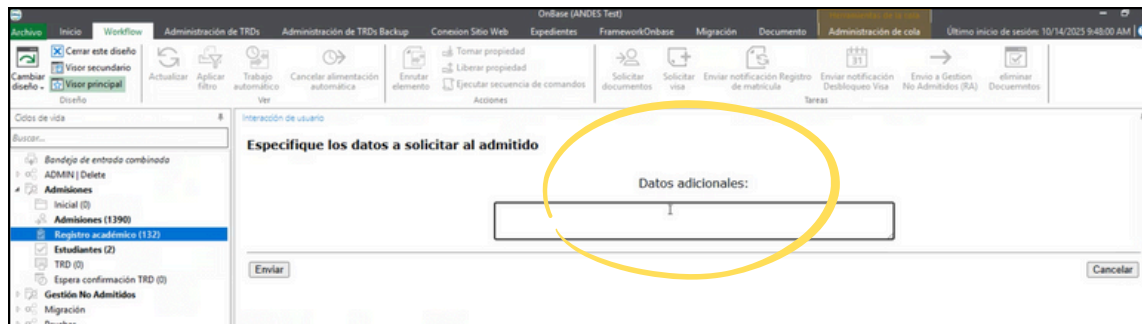 OnBase (ANDES Test)
Archivo Inicio Workflow Administración de TRDs Administración de TRDs Backup Conexion Sitio Web Expedientes FrameworkOnbase Migración Documento Administración de cola Último inicio de sesión: 10/14/2025 9:48:00 AM
Cambiar diseño
Cerrar este diseño
Visor secundario
Visor principal
Diseño
Actualizar
Aplicar filtro
Trabajo automático
Cancelar alimentación automática
Ver
Enrutar elemento
Tomar propiedad
Liberar propiedad
Ejecutar secuencia de comandos
Acciones
Solicitar documentos
Solicitar visa
Enviar notificación Registro de matrícula
Enviar notificación Desbloqueo Visa
Envio a Gestion No Admitidos (RA)
eliminar Docuemntos
Tareas
Ciclos de vida
Buscar...
Bandeja de entrada combinada
ADMIN | Delete
Admisiones
Inicial (0)
Admisiones (1390)
Registro académico (132)
Estudiantes (2)
TRD (0)
Espera confirmación TRD (0)
Gestión No Admitidos
Migración
Interacción de usuario
Especifique los datos a solicitar al admitido
Datos adicionales:
Enviar
Cancelar